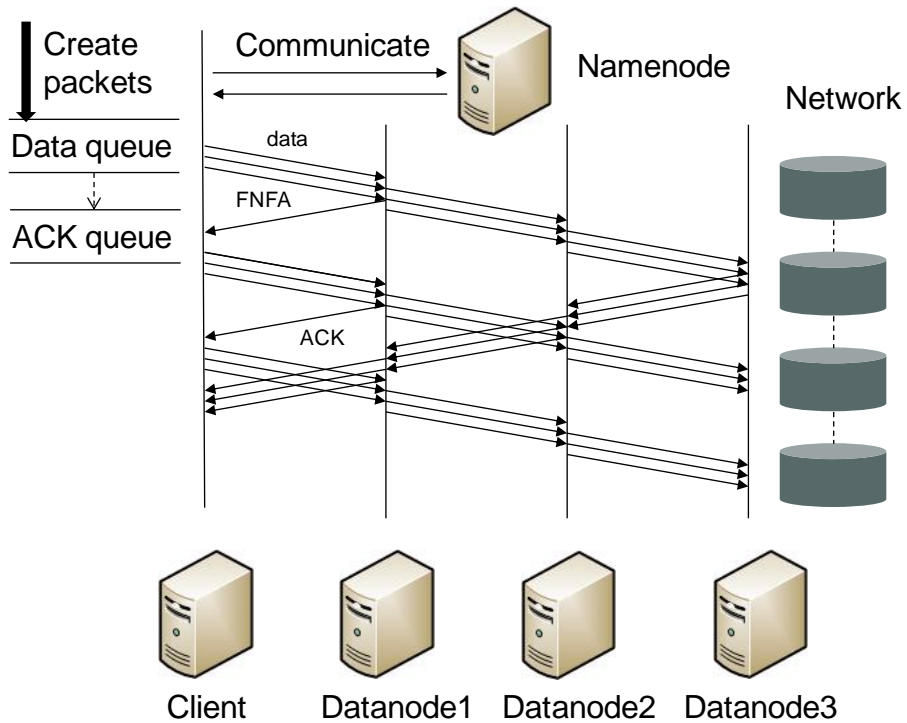 Create
packets
Communicate
Namenode
Network
Data queue
data
FNFA
ACK queue
ACK
Client
Datanode1
Datanode2
Datanode3